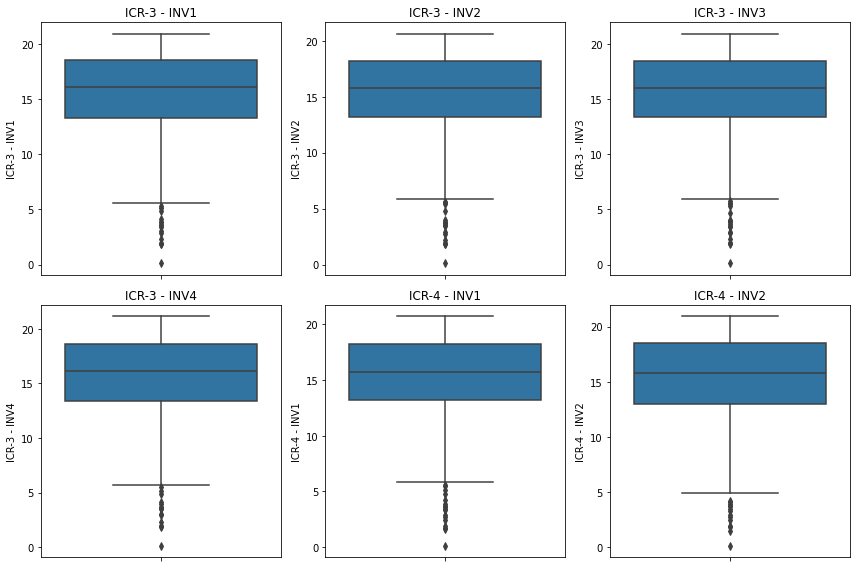 ICR-3 - INV1
ICR-3 - INV1
20
15
10
5
0
ICR-3 - INV2
ICR-3 - INV2
20
15
10
5
0
ICR-3 - INV3
ICR-3 - INV3
20
15
10
5
0
ICR-3 - INV4
ICR-3 - INV4
20
15
10
5
0
ICR-4 - INV1
ICR-4 - INV1
20
15
10
5
0
ICR-4 - INV2
ICR-4 - INV2
20
15
10
5
0